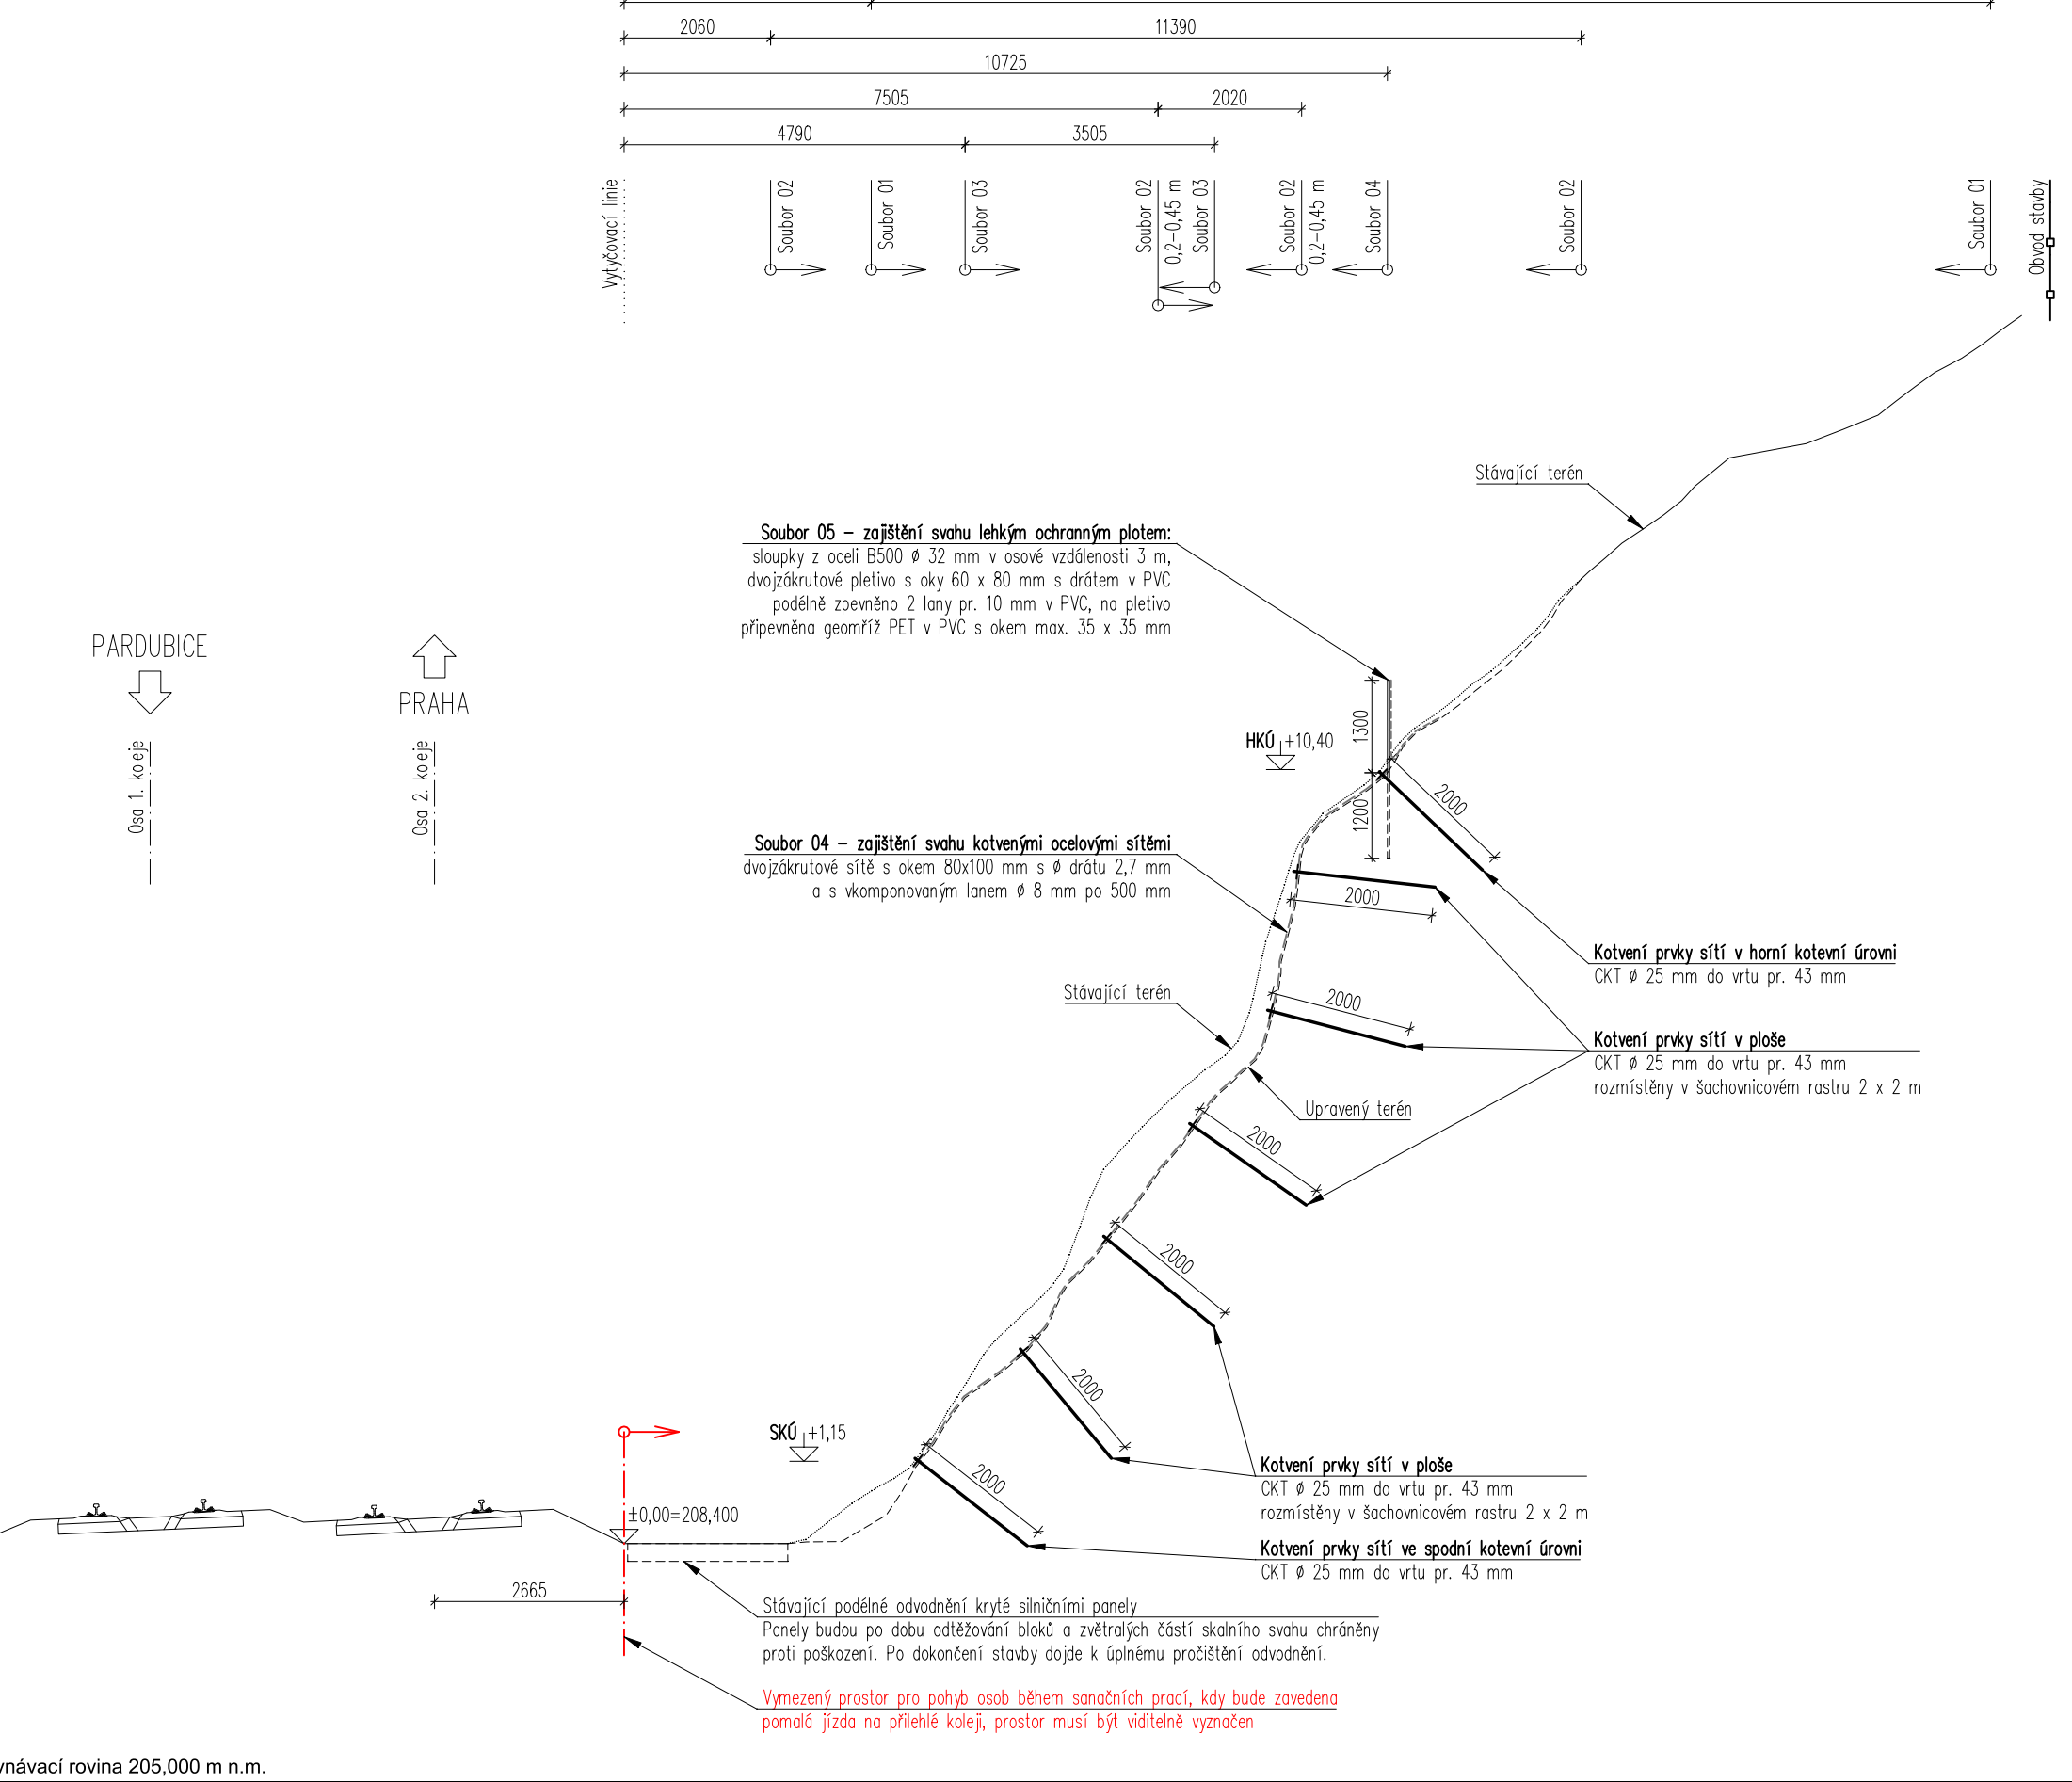 2060
11390
10725
7505
2020
4790
3505
Vytyčovací linie
Soubor 02
Soubor 01
Soubor 03
Soubor 02
0,2-0,45 m
Soubor 03
Soubor 02
0,2-0,45 m
Soubor 04
Soubor 02
Soubor 01
Obvod stavby
Stávající terén
Soubor 05 – zajištění svahu lehkým ochranným plotem:
sloupky z oceli B500 ϕ 32 mm v osové vzdálenosti 3 m,
dvojzákrutové pletivo s oky 60 x 80 mm s drátem v PVC
podélně zpevněno 2 lany pr. 10 mm v PVC, na pletivo
připevněna geomříž PET v PVC s okem max. 35 x 35 mm
PARDUBICE
PRAHA
Osa 1. koleje
Osa 2. koleje
1300
HKÚ +10,40
1200
2000
Soubor 04 – zajištění svahu kotvenými ocelovými sítěmi
dvojzákrutové sítě s okem 80x100 mm s ϕ drátu 2,7 mm
a s vkomponovaným lanem ϕ 8 mm po 500 mm
2000
Kotvení prvky sítí v horní kotevní úrovni
CKT ϕ 25 mm do vrtu pr. 43 mm
Stávající terén
2000
Kotvení prvky sítí v ploše
CKT ϕ 25 mm do vrtu pr. 43 mm
rozmístěny v šachovnicovém rastru 2 x 2 m
Upravený terén
2000
2000
2000
SKÚ +1,15
2000
Kotvení prvky sítí v ploše
CKT ϕ 25 mm do vrtu pr. 43 mm
rozmístěny v šachovnicovém rastru 2 x 2 m
±0,00=208,400
Kotvení prvky sítí ve spodní kotevní úrovni
CKT ϕ 25 mm do vrtu pr. 43 mm
2665
Stávající podélné odvodnění kryté silničními panely
Panely budou po dobu odtěžování bloků a zvětralých částí skalního svahu chráněny
proti poškození. Po dokončení stavby dojde k úplnému pročištění odvodnění.
Vymezený prostor pro pohyb osob během sanačních prací, kdy bude zavedena
pomalá jízda na přilehlé koleji, prostor musí být viditelně vyznačen
rovina 205,000 m n.m.